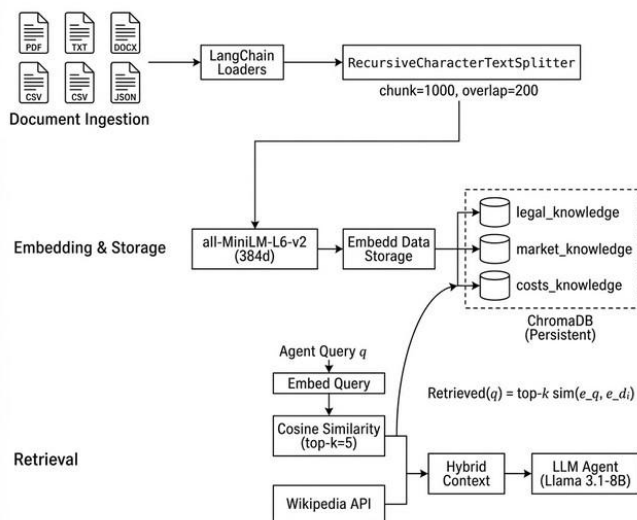 PDF
TXT
DOCX
CSV
CSV
JSON
Document Ingestion
LangChain
Loaders
RecursiveCharacterTextSplitter
chunk=1000, overlap=200
Embedding & Storage
all-MiniLM-L6-v2
(384d)
Embedd Data
Storage
legal_knowledge
market_knowledge
costs_knowledge
ChromaDB
(Persistent)
Agent Query q
Embed Query
Cosine Similarity
(top-k=5)
Retrieved(q) = top-k sim(e_q, e_d_i)
Retrieval
Wikipedia API
Hybrid
Context
LLM Agent
(Llama 3.1-8B)